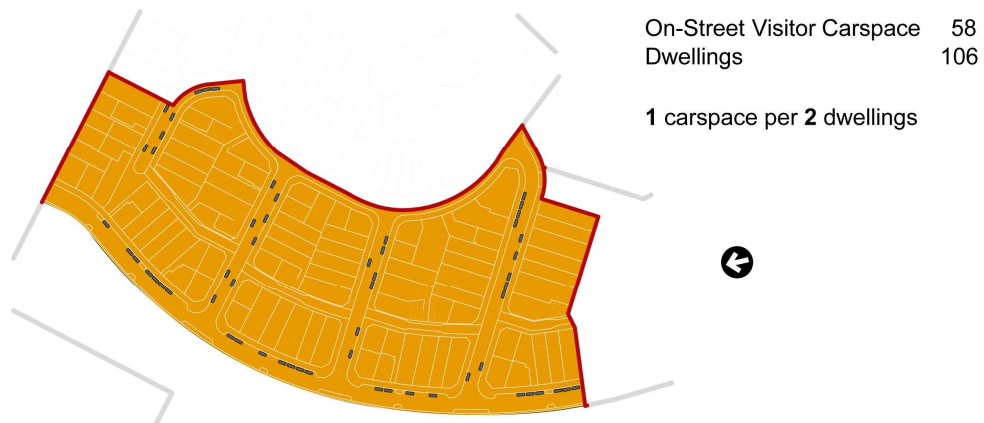 On-Street Visitor Carspace 58
Dwellings 106
1 carspace per 2 dwellings